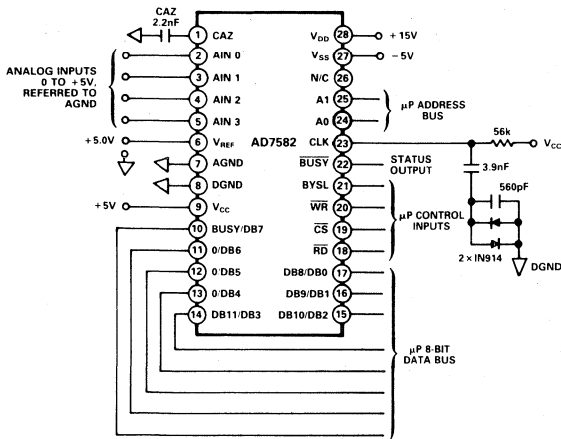 CAZ
2.2nF
1 CAZ
VDD 28 + 15V
2 AIN 0
VSS 27 – 5V
3 AIN 1
N/C 26
4 AIN 2
A1 25
5 AIN 3
A0 24
ANALOG INPUTS
0 TO +5V,
REFERRED TO
AGND
µP ADDRESS
BUS
+5.0V 6 VREF
AD7582
CLK 23
56k
VCC
7 AGND
BUSY 22
STATUS
OUTPUT
3.9nF
8 DGND
BYSL 21
560pF
+5V 9 VCC
WR 20
10 BUSY/DB7
CS 19
11 0/DB6
RD 18
µP CONTROL
INPUTS
2 × IN914
DGND
12 0/DB5
DB8/DB0 17
13 0/DB4
DB9/DB1 16
14 DB11/DB3
DB10/DB2 15
µP 8-BIT
DATA BUS